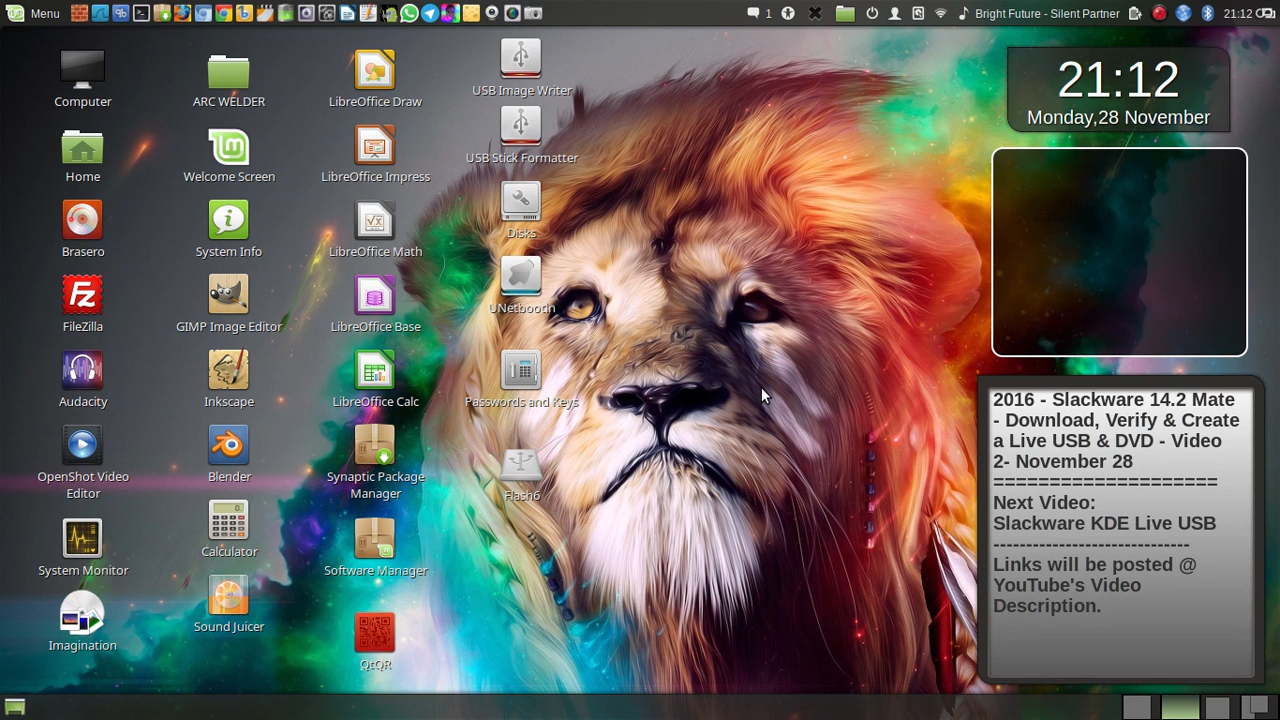 Menu
1
Bright Future - Silent Partner
21:12
Computer
ARC WELDER
LibreOffice Draw
USB Image Writer
USB Stick Formatter
Home
Welcome Screen
LibreOffice Impress
Disks
Brasero
System Info
LibreOffice Math
UNetbootin
FileZilla
GIMP Image Editor
LibreOffice Base
Audacity
Inkscape
LibreOffice Calc
Passwords and Keys
OpenShot Video
Editor
Blender
Synaptic Package
Manager
Flash6
System Monitor
Calculator
Software Manager
Imagination
Sound Juicer
QtQR
21:12
Monday,28 November
2016 - Slackware 14.2 Mate
- Download, Verify & Create
a Live USB & DVD - Video
2- November 28
====================
Next Video:
Slackware KDE Live USB
---------------------------
Links will be posted @
YouTube's Video
Description.